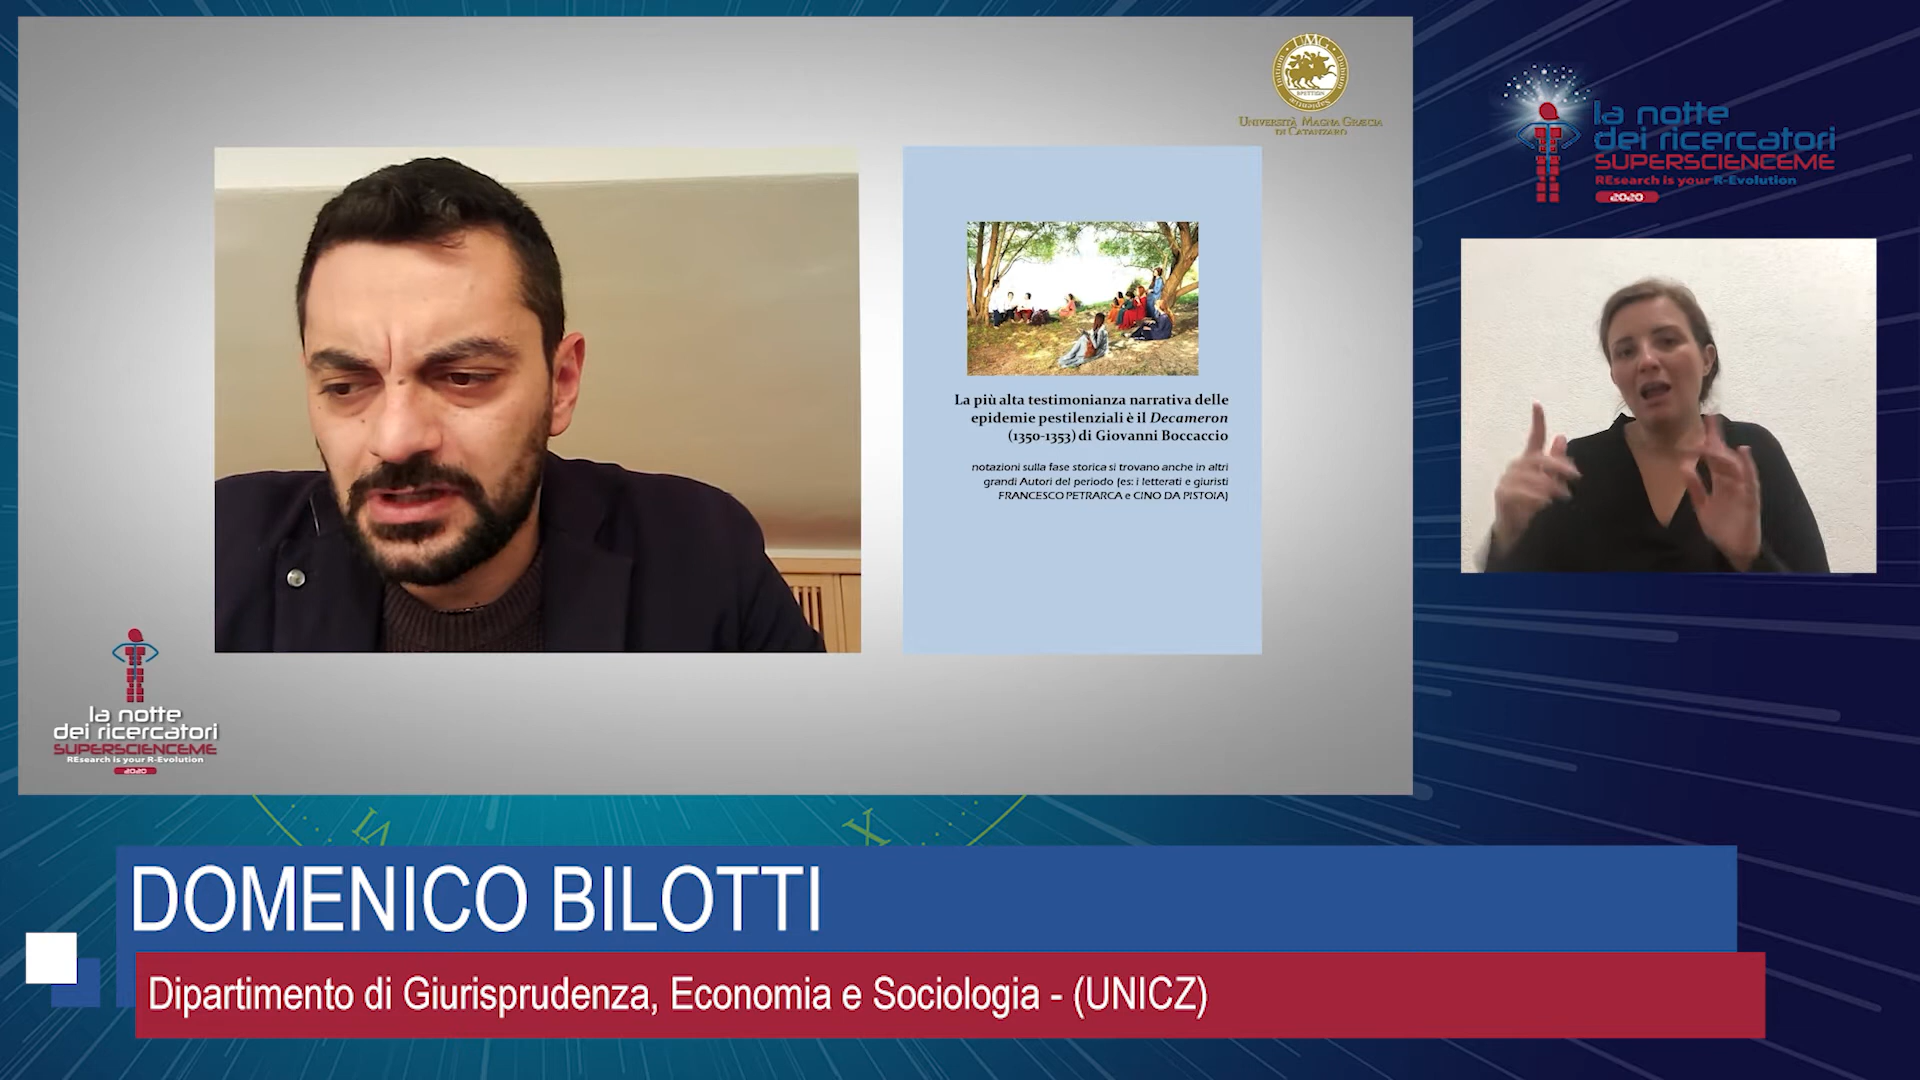 UMG
UNIVERSITÀ MAGNA GRÆCIA
DI CATANZARO
la notte
dei ricercatori
SUPERSCIENCEME
REsearch is your R-Evolution
2020
La più alta testimonianza narrativa delle
epidemie pestilenziali è il Decameron
(1350-1353) di Giovanni Boccaccio
notazioni sulla fase storica si trovano anche in altri
grandi Autori del periodo (es: i letterati e giuristi
FRANCESCO PETRARCA e CINO DA PISTOIA)
la notte
dei ricercatori
SUPERSCIENCEME
REsearch is your R-Evolution
2020
VI
X
DOMENICO BILOTTI
Dipartimento di Giurisprudenza, Economia e Sociologia - (UNICZ)